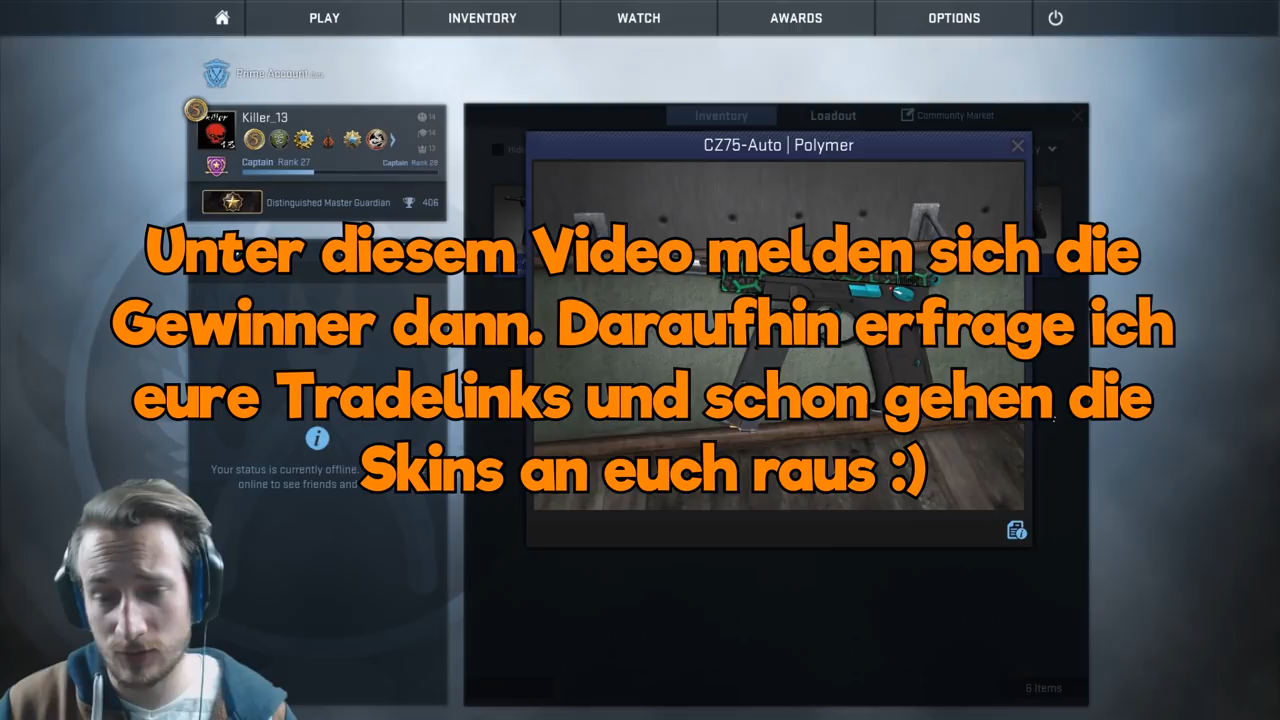 PLAY
INVENTORY
WATCH
AWARDS
OPTIONS
Prime Account
Killer_13
14
14
13
Captain Rank 27
Captain Rank 28
Distinguished Master Guardian
406
Inventory
Loadout
Community Market
CZ75-Auto | Polymer
Unter diesem Video melden sich die
Gewinner dann. Daraufhin erfrage ich
eure Tradelinks und schon gehen die
Skins an euch raus :)
Your status is currently offline.
online to see friends and
6 Items